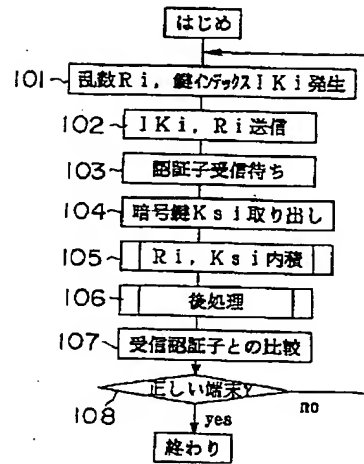 はじめ
101 乱数Ri，鍵インデックスIKi発生
102 IKi，Ri送信
103 認証子受信待ち
104 暗号鍵Ksi取り出し
105 Ri，Ksi内積
106 後処理
107 受信認証子との比較
108 正しい端末? no
yes
終わり